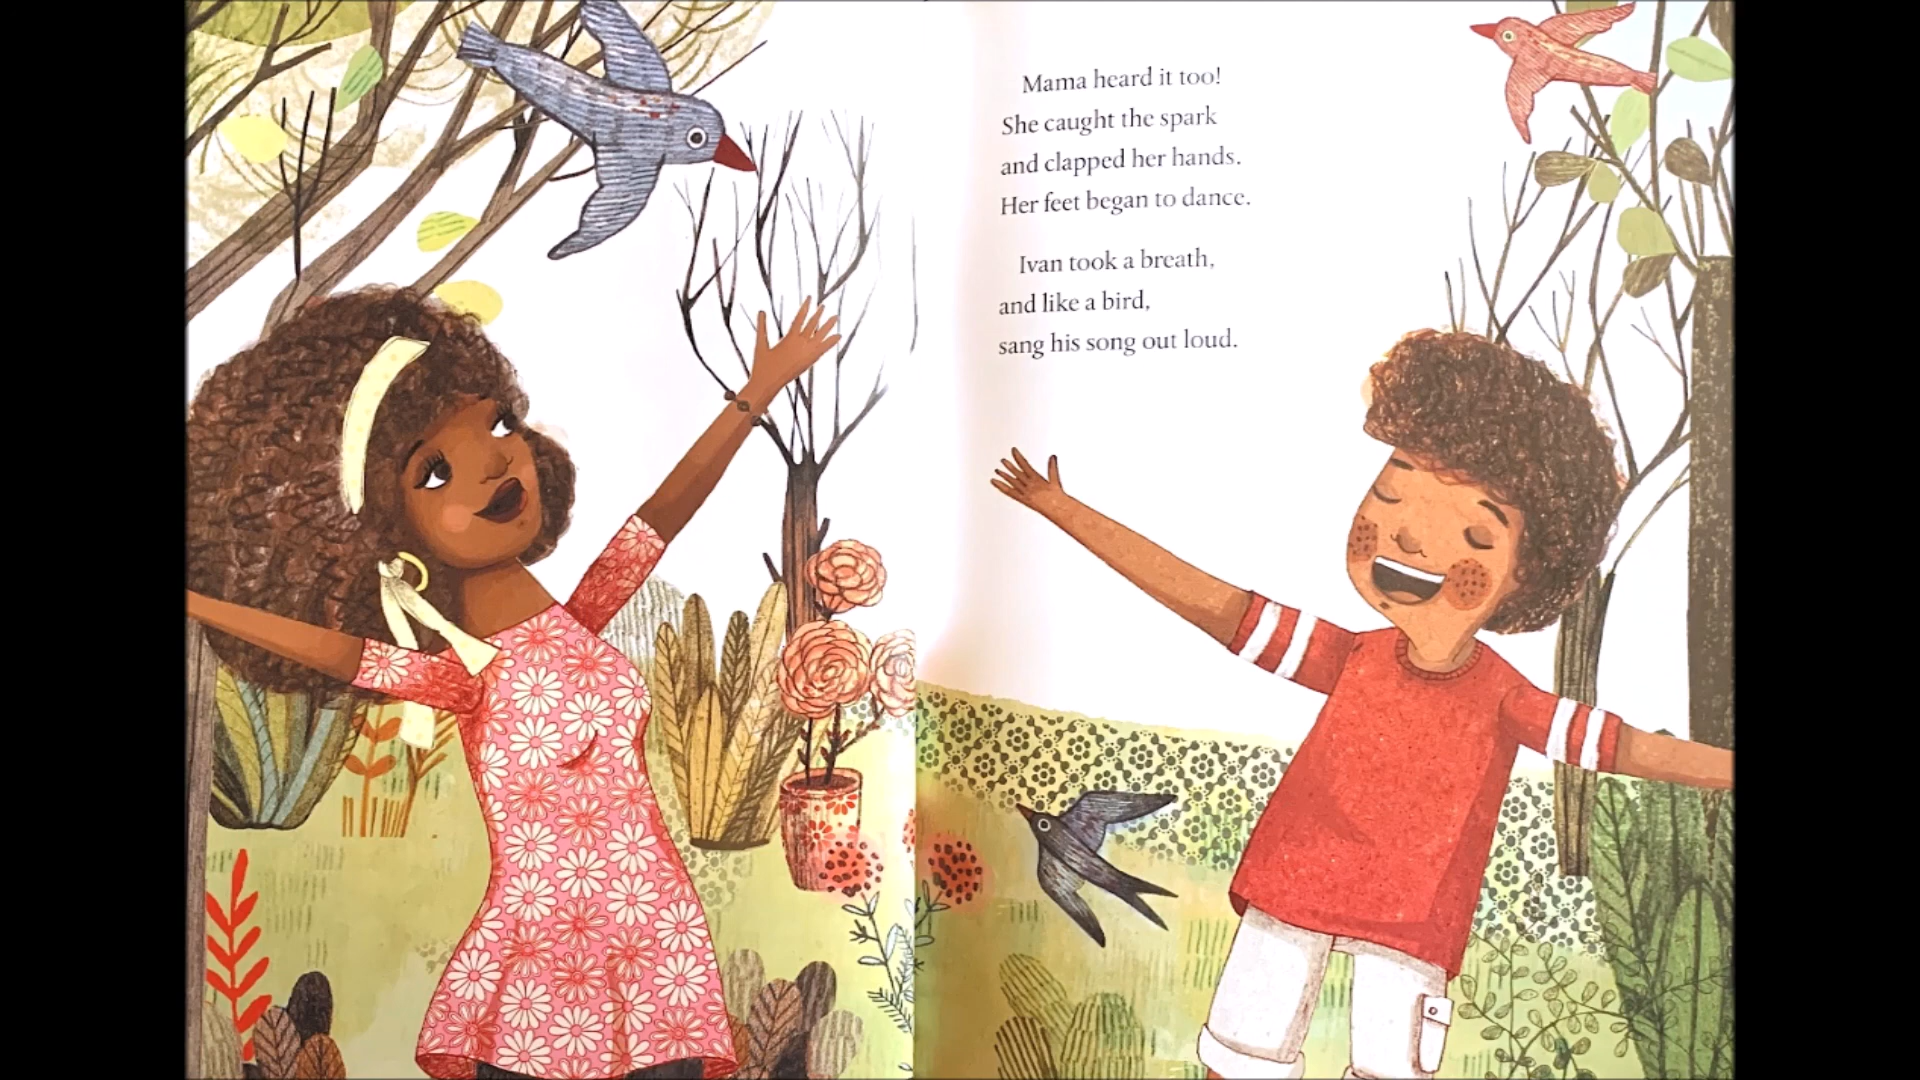 Mama heard it too!
She caught the spark
and clapped her hands.
Her feet began to dance.
Ivan took a breath,
and like a bird,
sang his song out loud.